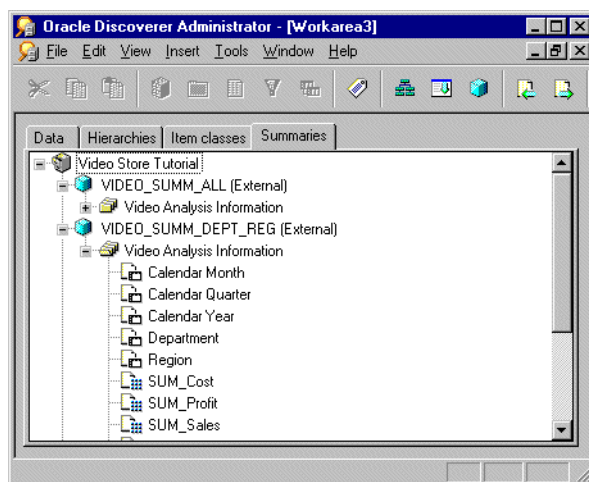 Oracle Discoverer Administrator - [Workarea3]
File Edit View Insert Tools Window Help
Data Hierarchies Item classes Summaries
Video Store Tutorial
VIDEO_SUMM_ALL (External)
Video Analysis Information
VIDEO_SUMM_DEPT_REG (External)
Video Analysis Information
Calendar Month
Calendar Quarter
Calendar Year
Department
Region
SUM_Cost
SUM_Profit
SUM_Sales